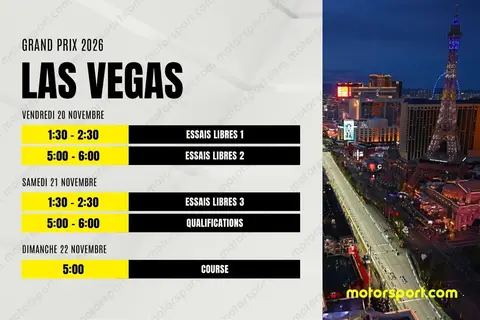 GRAND PRIX 2026
LAS VEGAS
VENDREDI 20 NOVEMBRE
1:30 - 2:30 ESSAIS LIBRES 1
5:00 - 6:00 ESSAIS LIBRES 2
SAMEDI 21 NOVEMBRE
1:30 - 2:30 ESSAIS LIBRES 3
5:00 - 6:00 QUALIFICATIONS
DIMANCHE 22 NOVEMBRE
5:00 COURSE
motorsport.com